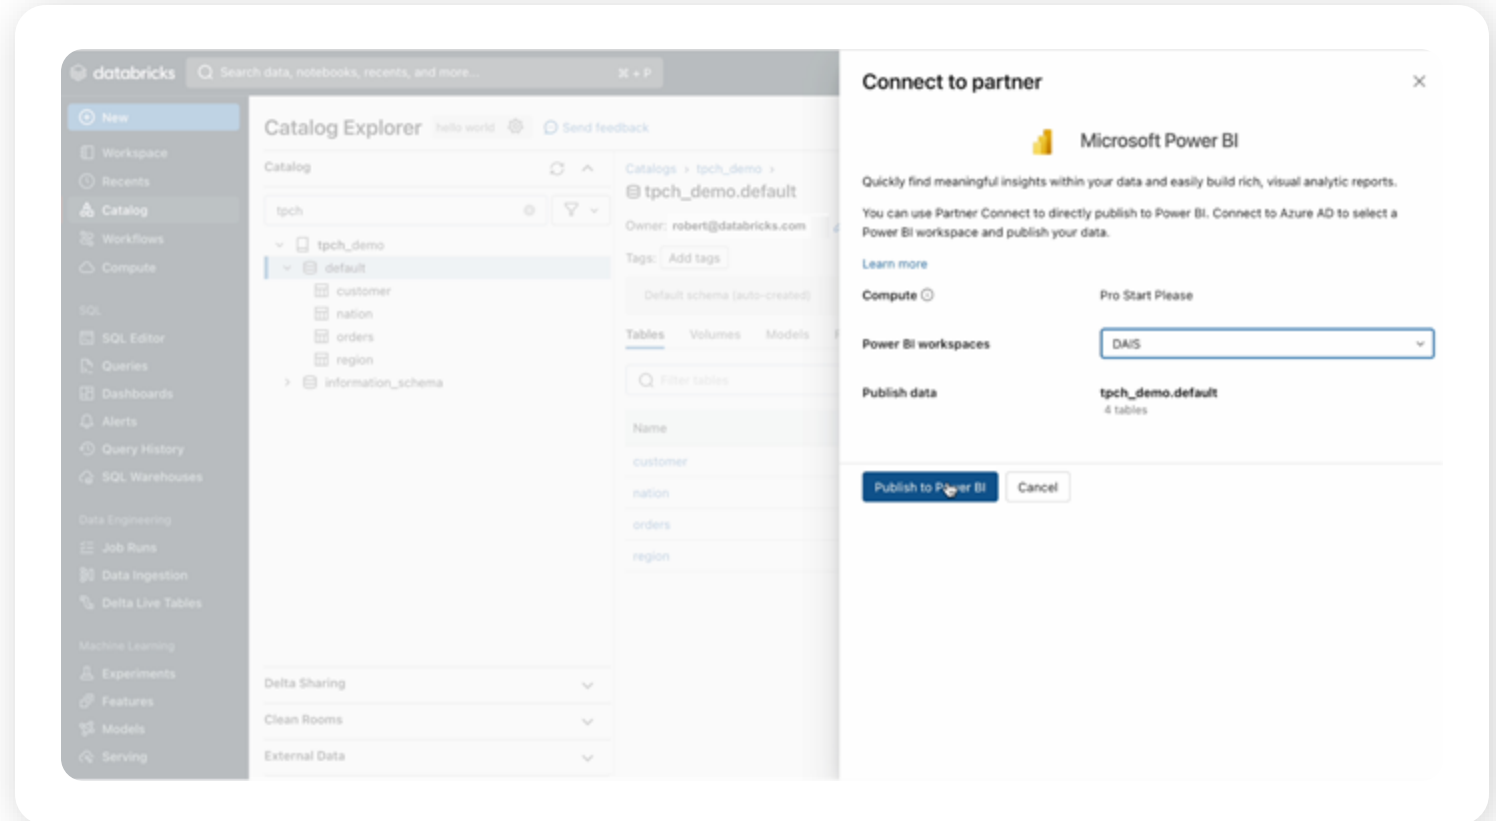 databricks
Search data, notebooks, recents, and more...
⌘ + P
New
Workspace
Recents
Catalog
Workflows
Compute
SQL
SQL Editor
Queries
Dashboards
Alerts
Query History
SQL Warehouses
Data Engineering
Job Runs
Data Ingestion
Delta Live Tables
Machine Learning
Experiments
Features
Models
Serving
Catalog Explorer
hello world
Send feedback
Catalog
tpch
tpch_demo
default
customer
nation
orders
region
information_schema
Delta Sharing
Clean Rooms
External Data
Catalogs › tpch_demo ›
tpch_demo.default
Owner: robert@databricks.com
Tags: Add tags
Default schema (auto-created)
Tables Volumes Models
Filter tables
Name
customer
nation
orders
region
Connect to partner
Microsoft Power BI
Quickly find meaningful insights within your data and easily build rich, visual analytic reports.
You can use Partner Connect to directly publish to Power BI. Connect to Azure AD to select a
Power BI workspace and publish your data.
Learn more
Compute Pro Start Please
Power BI workspaces DAIS
Publish data tpch_demo.default
4 tables
Publish to Power BI Cancel